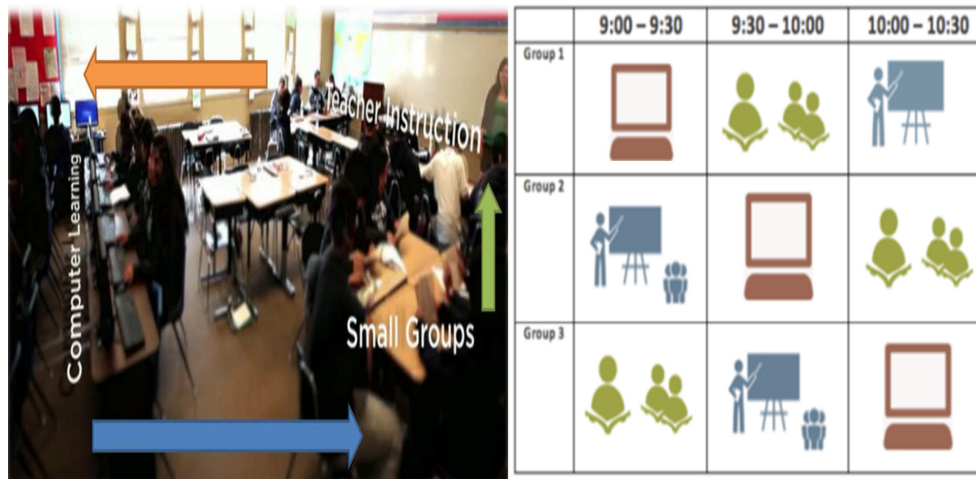 Teacher Instruction
Computer Learning
Small Groups
9:00 – 9:30
9:30 – 10:00
10:00 – 10:30
Group 1
Group 2
Group 3